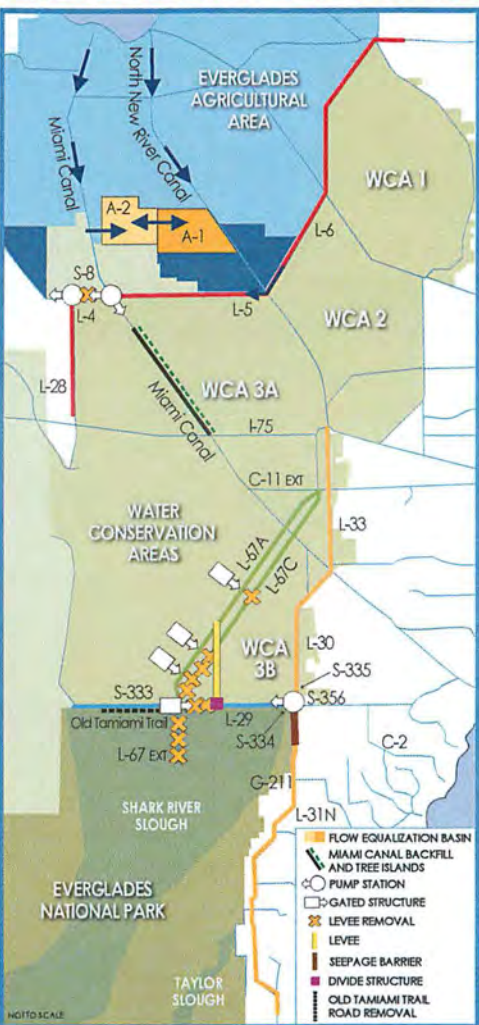 EVERGLADES
AGRICULTURAL
AREA
North New River Canal
Miami Canal
WCA 1
A-2
A-1
L-6
S-8
L-4
L-5
WCA 2
L-28
WCA 3A
Miami Canal
I-75
C-11 EXT
WATER
CONSERVATION
AREAS
L-33
L-67A
L-67C
WCA
3B
L-30
S-335
S-333
S-356
Old Tamiami Trail
L-29
S-334
L-67 EXT
C-2
G-211
SHARK RIVER
SLOUGH
L-31N
EVERGLADES
NATIONAL PARK
TAYLOR
SLOUGH
FLOW EQUALIZATION BASIN
MIAMI CANAL BACKFILL
AND TREE ISLANDS
PUMP STATION
GATED STRUCTURE
LEVEE REMOVAL
LEVEE
SEEPAGE BARRIER
DIVIDE STRUCTURE
OLD TAMIAMI TRAIL
ROAD REMOVAL
NOT TO SCALE